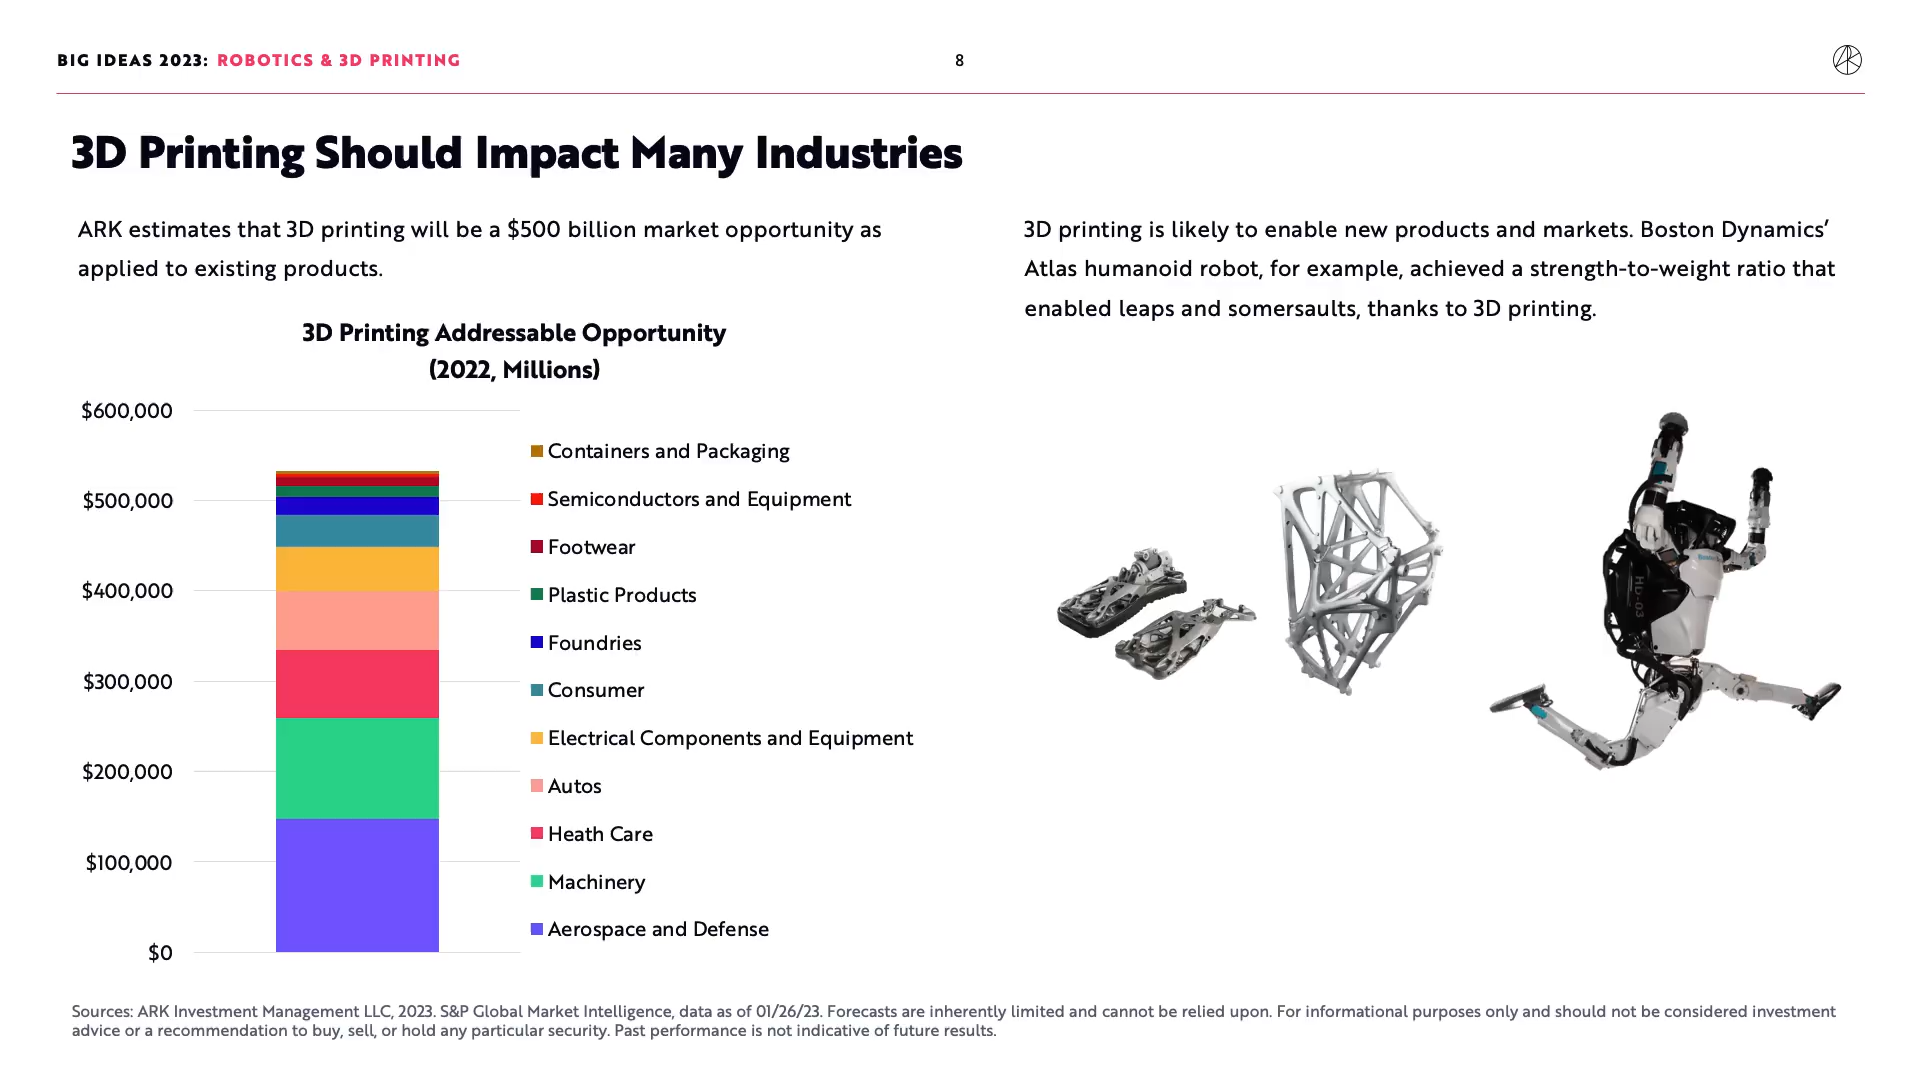 BIG IDEAS 2023: ROBOTICS & 3D PRINTING
8
3D Printing Should Impact Many Industries
ARK estimates that 3D printing will be a $500 billion market opportunity as
applied to existing products.
3D printing is likely to enable new products and markets. Boston Dynamics’
Atlas humanoid robot, for example, achieved a strength-to-weight ratio that
enabled leaps and somersaults, thanks to 3D printing.
3D Printing Addressable Opportunity
(2022, Millions)
$600,000
$500,000
$400,000
$300,000
$200,000
$100,000
$0
Containers and Packaging
Semiconductors and Equipment
Footwear
Plastic Products
Foundries
Consumer
Electrical Components and Equipment
Autos
Heath Care
Machinery
Aerospace and Defense
HD-03
Sources: ARK Investment Management LLC, 2023. S&P Global Market Intelligence, data as of 01/26/23. Forecasts are inherently limited and cannot be relied upon. For informational purposes only and should not be considered investment
advice or a recommendation to buy, sell, or hold any particular security. Past performance is not indicative of future results.